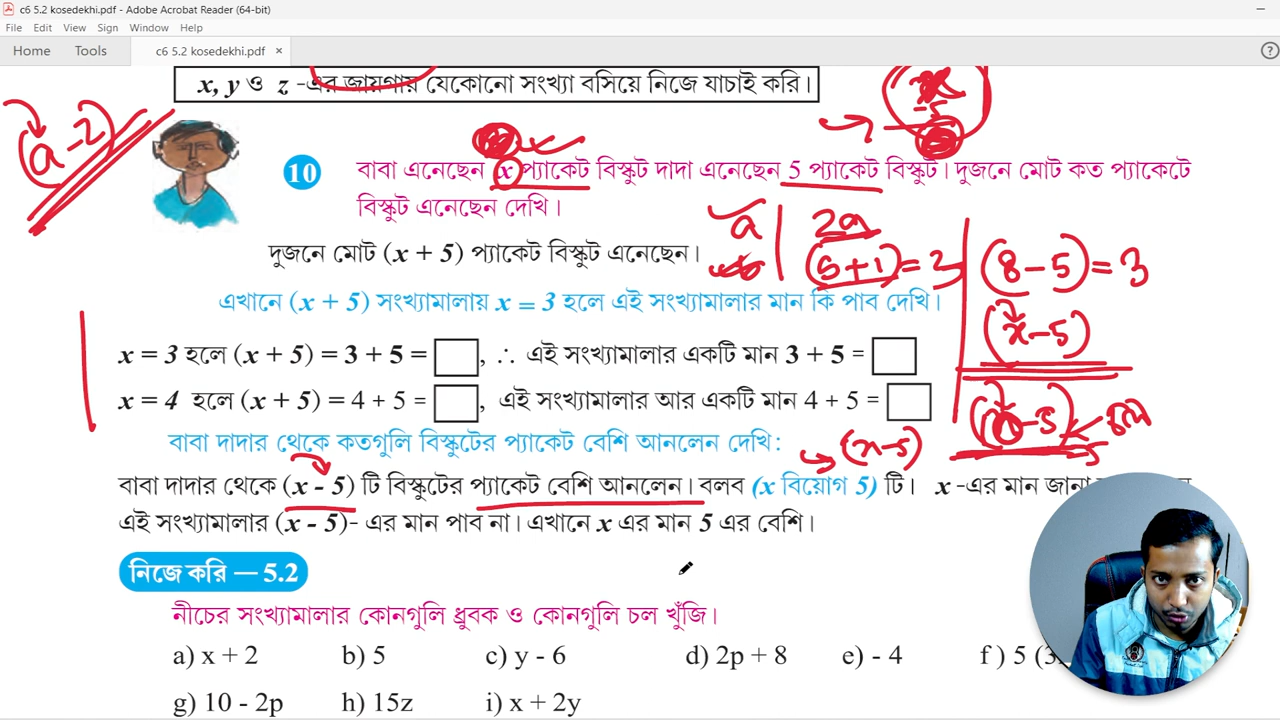 c6 5.2 kosedekhi.pdf - Adobe Acrobat Reader (64-bit)
File Edit View Sign Window Help
Home Tools c6 5.2 kosedekhi.pdf ×
x, y ও z -এর জায়গায় যেকোনো সংখ্যা বসিয়ে নিজে যাচাই করি।
(a-2)
10 বাবা এনেছেন x প্যাকেট বিস্কুট দাদা এনেছেন 5 প্যাকেট বিস্কুট। দুজনে মোট কত প্যাকেটে
বিস্কুট এনেছেন দেখি।
a 2a
দুজনে মোট (x + 5) প্যাকেট বিস্কুট এনেছেন।
(8-5)=3
এখানে (x + 5) সংখ্যামালায় x = 3 হলে এই সংখ্যামালার মান কি পাব দেখি।
(x-5)
x = 3 হলে (x + 5) = 3 + 5 = , ∴ এই সংখ্যামালার একটি মান 3 + 5 =
x = 4 হলে (x + 5) = 4 + 5 = , এই সংখ্যামালার আর একটি মান 4 + 5 =
বাবা দাদার থেকে কতগুলি বিস্কুটের প্যাকেট বেশি আনলেন দেখি:
(x-5)
বাবা দাদার থেকে (x - 5) টি বিস্কুটের প্যাকেট বেশি আনলেন। বলব (x বিয়োগ 5) টি। x -এর মান জানা
এই সংখ্যামালার (x - 5)- এর মান পাব না। এখানে x এর মান 5 এর বেশি।
নিজে করি — 5.2
নীচের সংখ্যামালার কোনগুলি ধ্রুবক ও কোনগুলি চল খুঁজি।
a) x + 2 b) 5 c) y - 6 d) 2p + 8 e) - 4 f ) 5 (3
g) 10 - 2p h) 15z i) x + 2y